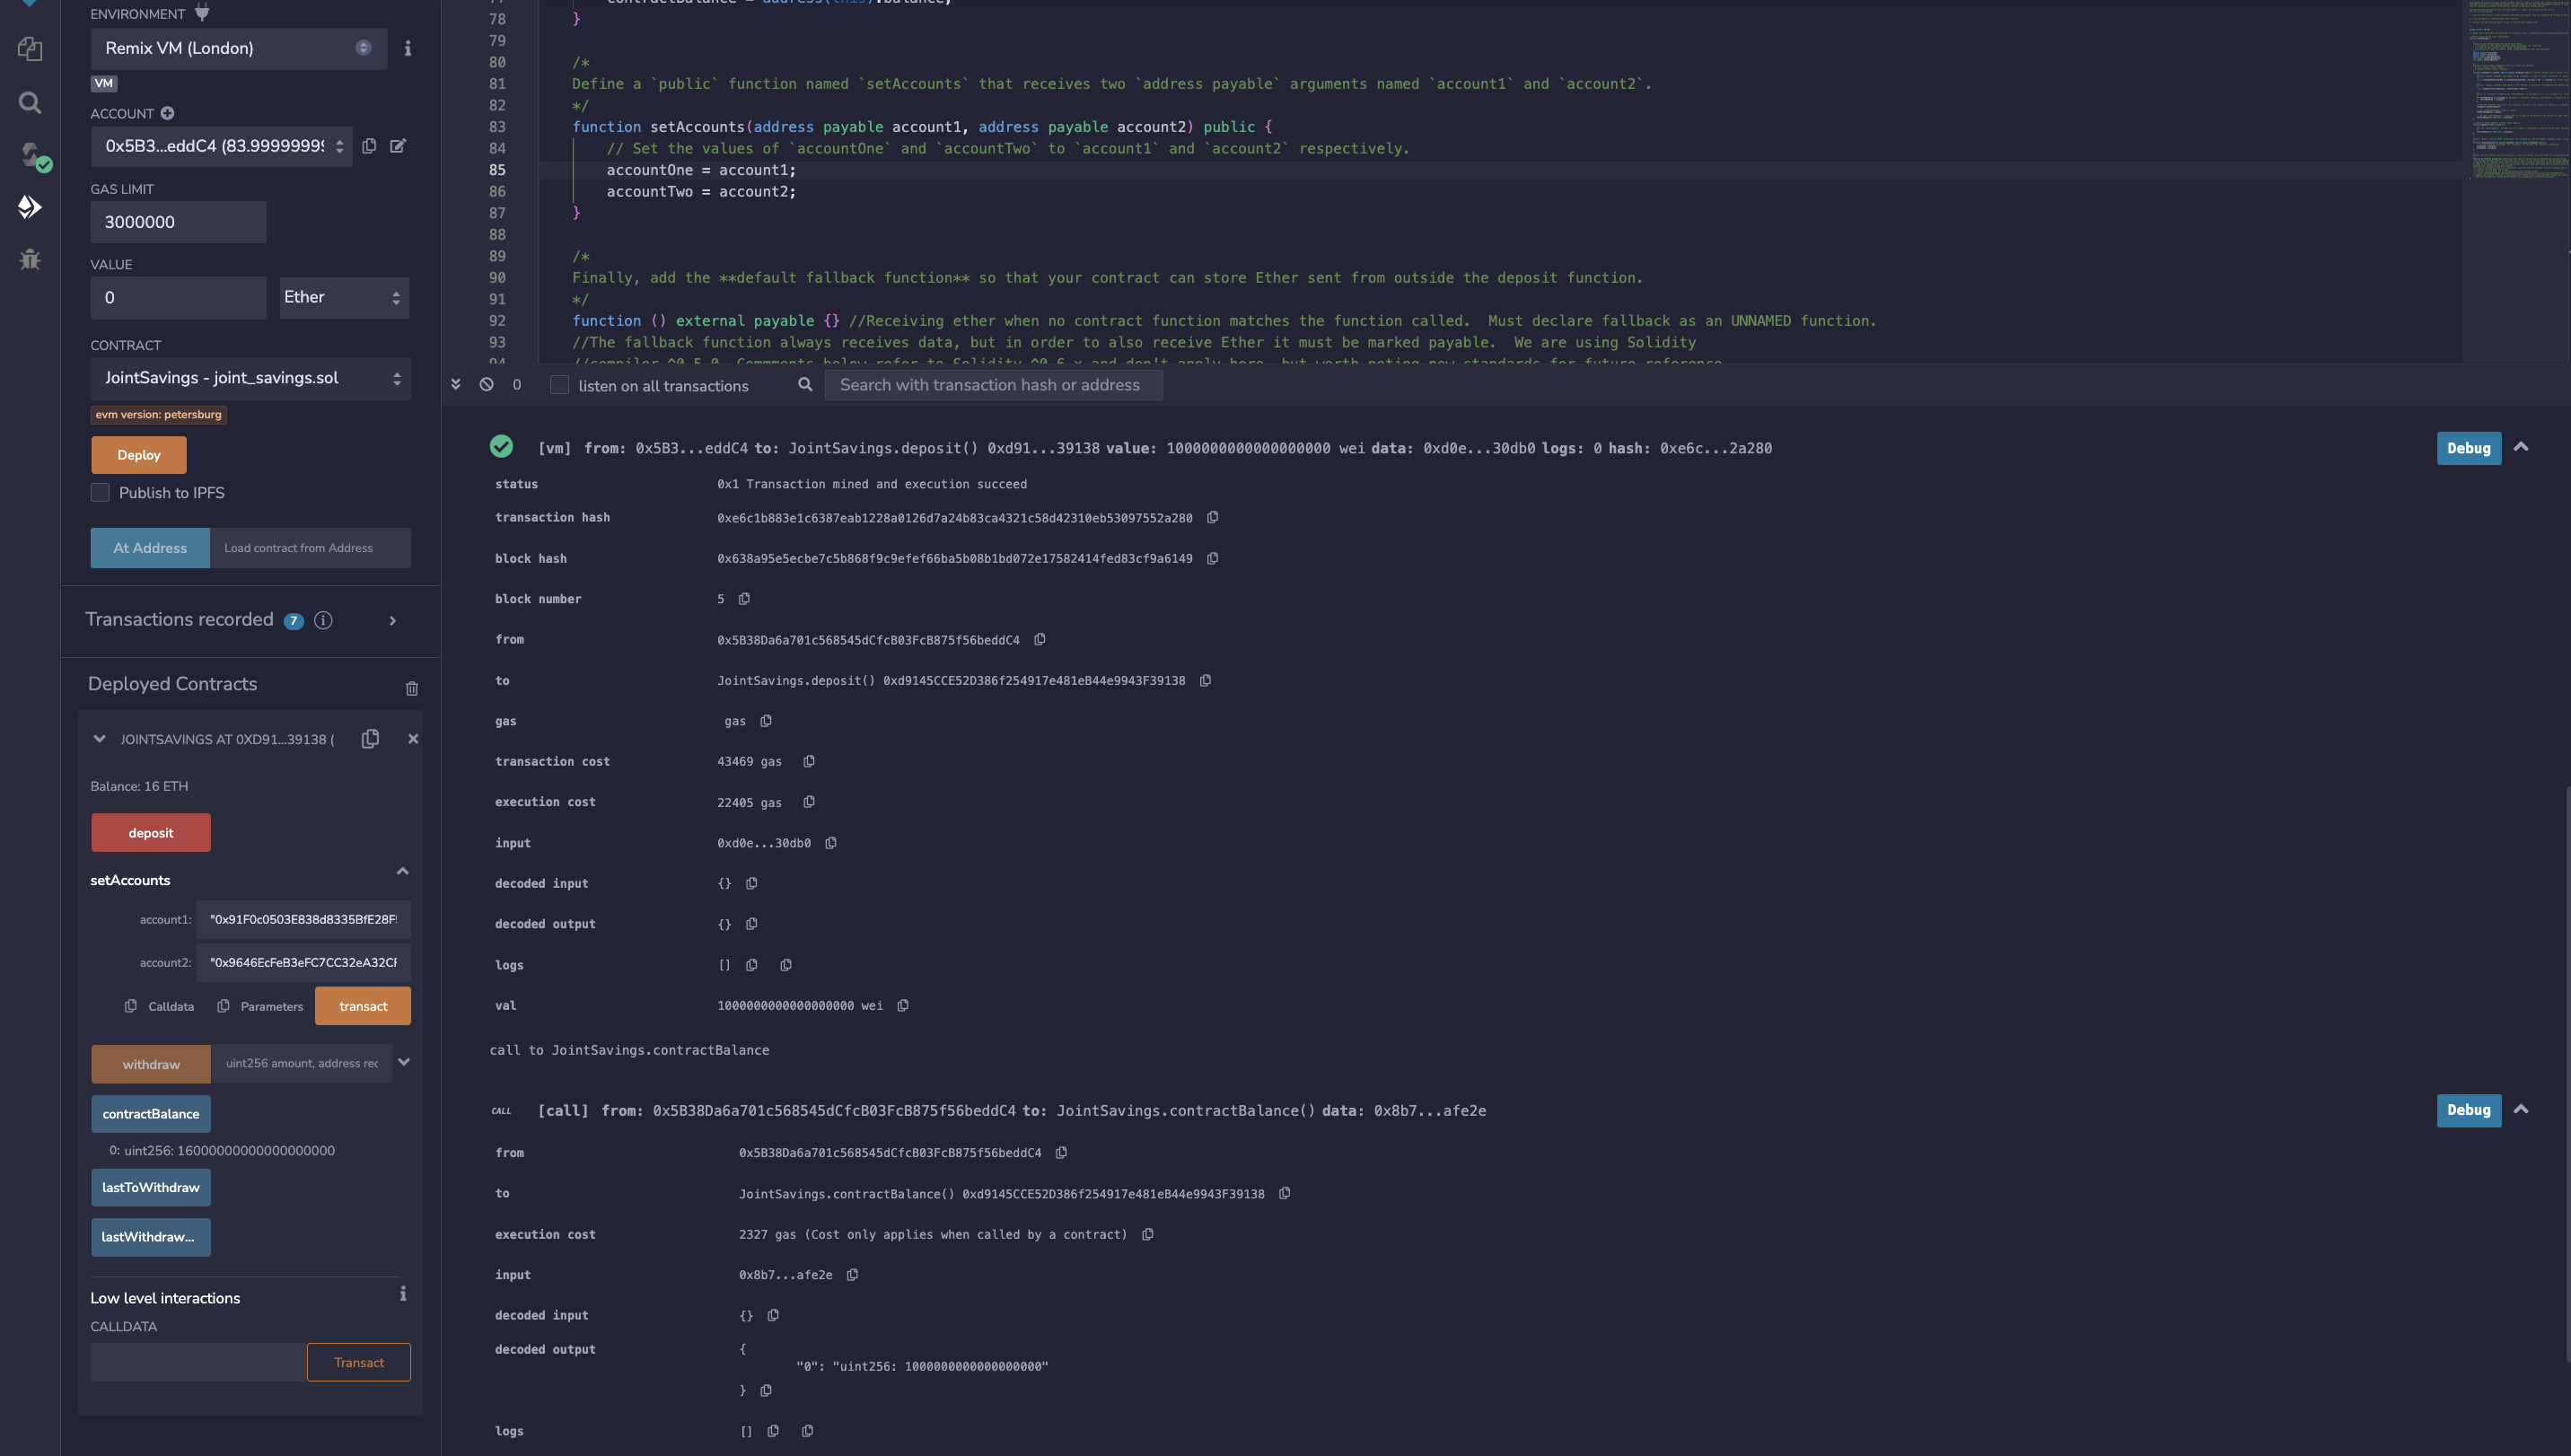 ENVIRONMENT
Remix VM (London)
VM
ACCOUNT
0x5B3...eddC4 (83.9999999
GAS LIMIT
3000000
VALUE
0
Ether
CONTRACT
JointSavings - joint_savings.sol
evm version: petersburg
Deploy
Publish to IPFS
At Address
Load contract from Address
Transactions recorded 7
Deployed Contracts
JOINTSAVINGS AT 0XD91...39138 (
Balance: 16 ETH
deposit
setAccounts
account1: "0x91F0c0503E838d8335BfE28F
account2: "0x9646EcFeB3eFC7CC32eA32CF
Calldata Parameters transact
withdraw uint256 amount, address rec
contractBalance
0: uint256: 16000000000000000000
lastToWithdraw
lastWithdraw...
Low level interactions
CALLDATA
Transact
78 }
79
80 /*
81 Define a `public` function named `setAccounts` that receives two `address payable` arguments named `account1` and `account2`.
82 */
83 function setAccounts(address payable account1, address payable account2) public {
84 // Set the values of `accountOne` and `accountTwo` to `account1` and `account2` respectively.
85 accountOne = account1;
86 accountTwo = account2;
87 }
88
89 /*
90 Finally, add the **default fallback function** so that your contract can store Ether sent from outside the deposit function.
91 */
92 function () external payable {} //Receiving ether when no contract function matches the function called.  Must declare fallback as an UNNAMED function.
93 //The fallback function always receives data, but in order to also receive Ether it must be marked payable.  We are using Solidity
0 listen on all transactions Search with transaction hash or address
[vm] from: 0x5B3...eddC4 to: JointSavings.deposit() 0xd91...39138 value: 1000000000000000000 wei data: 0xd0e...30db0 logs: 0 hash: 0xe6c...2a280
Debug
status 0x1 Transaction mined and execution succeed
transaction hash 0xe6c1b883e1c6387eab1228a0126d7a24b83ca4321c58d42310eb53097552a280
block hash 0x638a95e5ecbe7c5b868f9c9efef66ba5b08b1bd072e17582414fed83cf9a6149
block number 5
from 0x5B38Da6a701c568545dCfcB03FcB875f56beddC4
to JointSavings.deposit() 0xd9145CCE52D386f254917e481eB44e9943F39138
gas gas
transaction cost 43469 gas
execution cost 22405 gas
input 0xd0e...30db0
decoded input {}
decoded output {}
logs []
val 1000000000000000000 wei
call to JointSavings.contractBalance
CALL [call] from: 0x5B38Da6a701c568545dCfcB03FcB875f56beddC4 to: JointSavings.contractBalance() data: 0x8b7...afe2e
Debug
from 0x5B38Da6a701c568545dCfcB03FcB875f56beddC4
to JointSavings.contractBalance() 0xd9145CCE52D386f254917e481eB44e9943F39138
execution cost 2327 gas (Cost only applies when called by a contract)
input 0x8b7...afe2e
decoded input {}
decoded output {
"0": "uint256: 1000000000000000000"
}
logs []